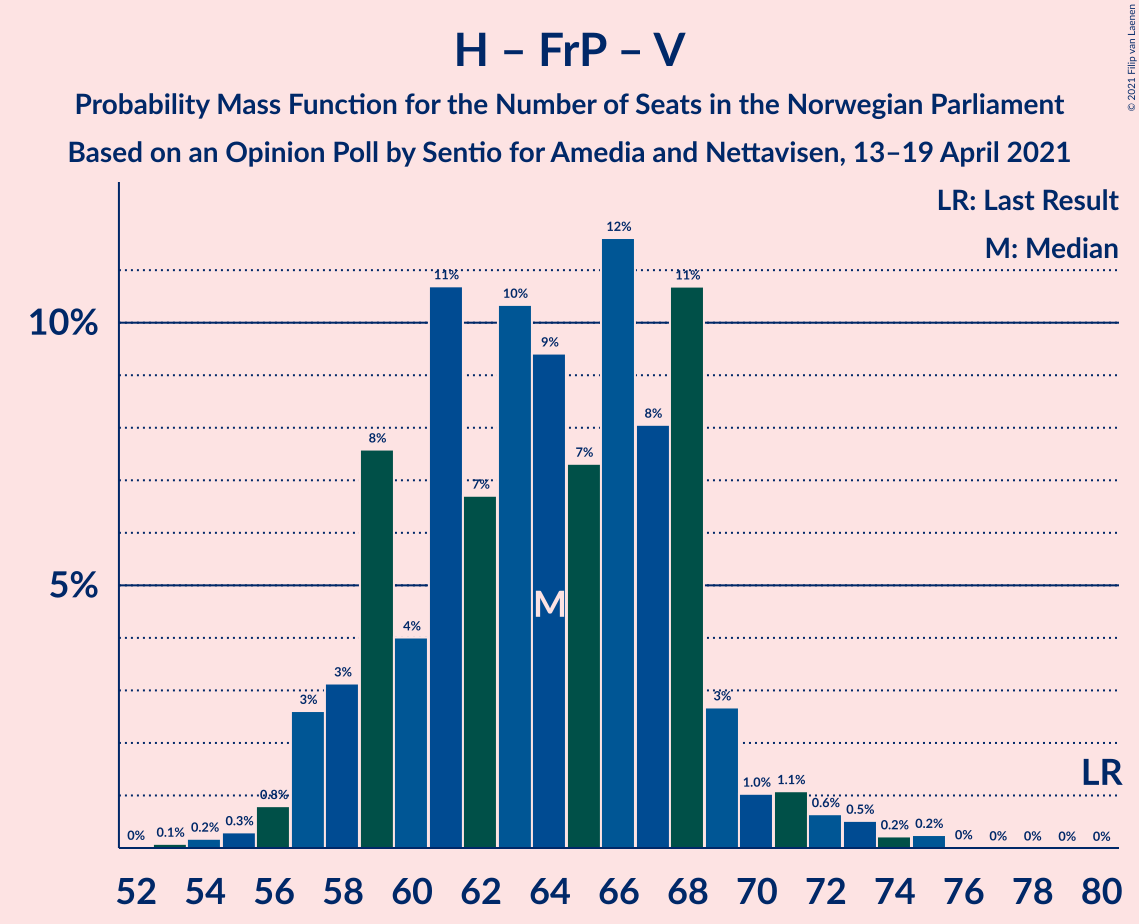 H – FrP – V
Probability Mass Function for the Number of Seats in the Norwegian Parliament
Based on an Opinion Poll by Sentio for Amedia and Nettavisen, 13–19 April 2021
© 2021 Filip van Laenen
LR: Last Result
M: Median
10%
5%
0% 0.1% 0.2% 0.3% 0.8% 3% 3% 8% 4% 11% 7% 10% 9% 7% 12% 8% 11% 3% 1.0% 1.1% 0.6% 0.5% 0.2% 0.2% 0% 0% 0% 0% 0%
M
LR
52 54 56 58 60 62 64 66 68 70 72 74 76 78 80